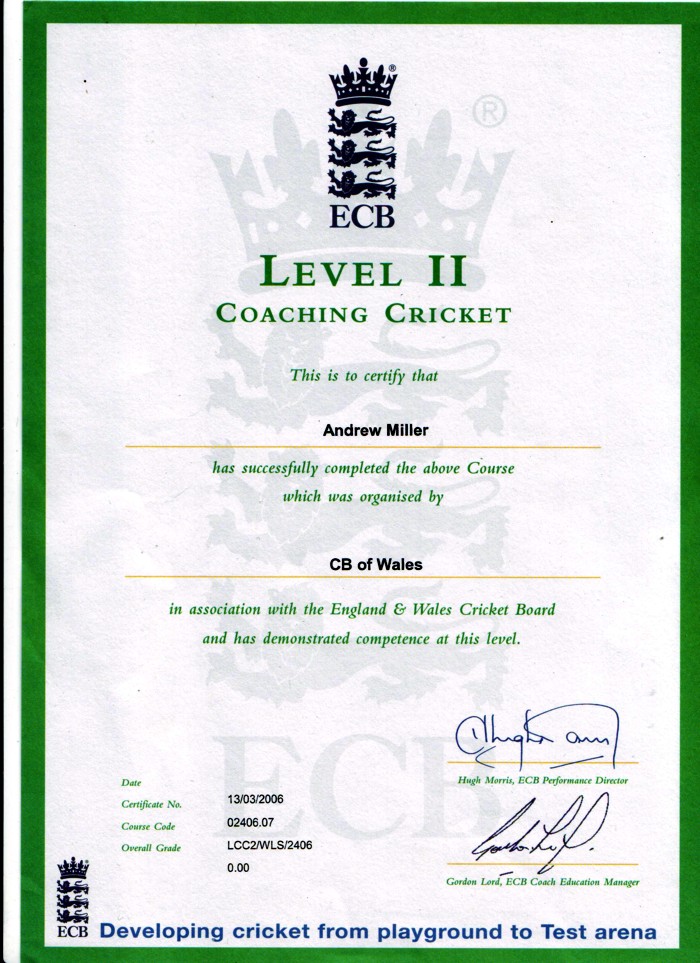 ®
®
ECB
LEVEL II
COACHING CRICKET
This is to certify that
Andrew Miller
has successfully completed the above Course
which was organised by
CB of Wales
in association with the England & Wales Cricket Board
and has demonstrated competence at this level.
ECB
Hugh Morris, ECB Performance Director
Date
13/03/2006
Certificate No.
02406.07
Course Code
LCC2/WLS/2406
Overall Grade
0.00
Gordon Lord, ECB Coach Education Manager
ECB
Developing cricket from playground to Test arena